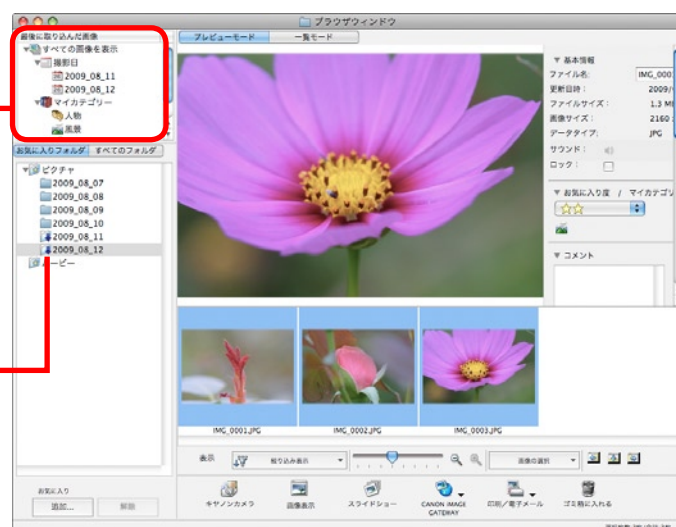 ブラウザウィンドウ
最後に取り込んだ画像
すべての画像を表示
撮影日
2009_08_11
2009_08_12
マイカテゴリー
人物
風景
お気に入りフォルダ すべてのフォルダ
ピクチャ
2009_08_07
2009_08_08
2009_08_09
2009_08_10
2009_08_11
2009_08_12
ムービー
お気に入り
追加... 解除
プレビューモード 一覧モード
基本情報
ファイル名: IMG_000
更新日時: 2009/
ファイルサイズ: 1.3 MB
画像サイズ: 2160
データタイプ: JPG
サウンド:
ロック:
お気に入り度 / マイカテゴリ
コメント
IMG_0001.JPG IMG_0002.JPG IMG_0003.JPG
表示 絞り込み表示 画像の選択
キヤノンカメラ 画像表示 スライドショー CANON IMAGE GATEWAY 印刷/電子メール ゴミ箱に入れる